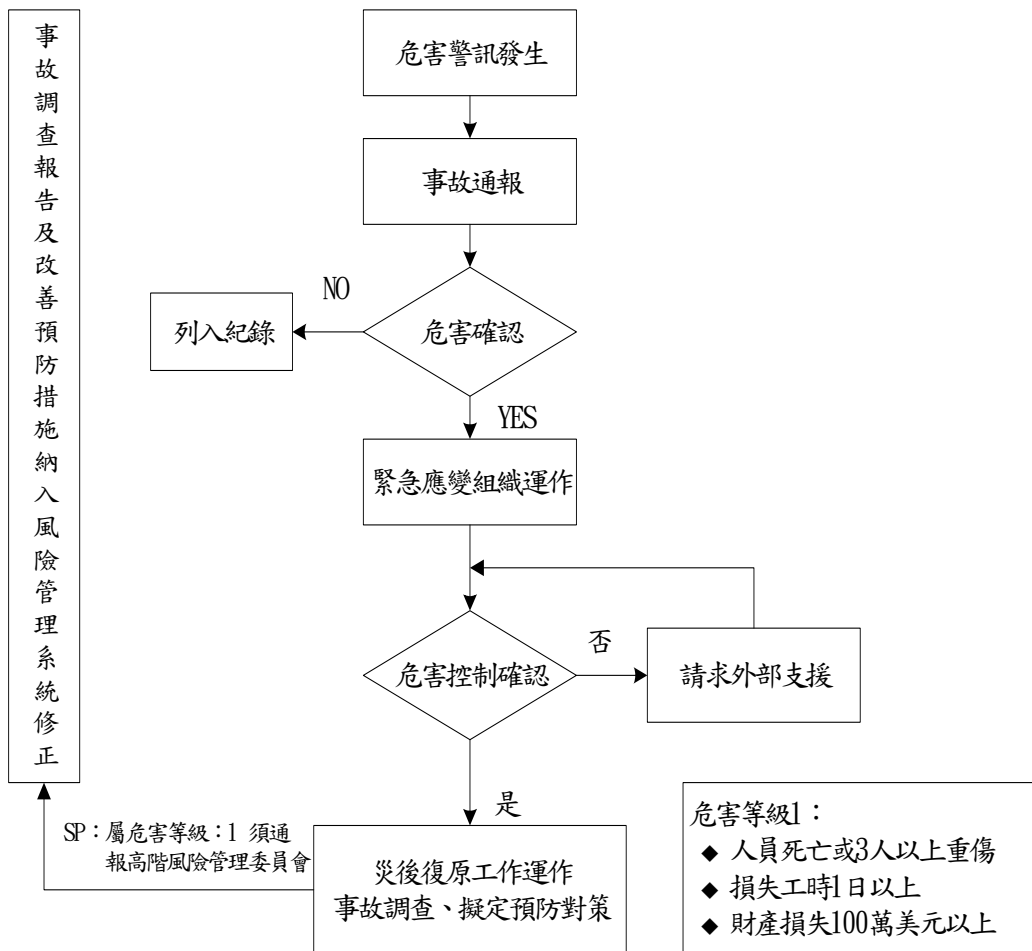 事故調查報告及改善預防措施納入風險管理系統修正
危害警訊發生
事故通報
NO
列入紀錄
危害確認
YES
緊急應變組織運作
危害控制確認
否
請求外部支援
是
SP：屬危害等級：1 須通
報高階風險管理委員會
災後復原工作運作
事故調查、擬定預防對策
危害等級1：
◆ 人員死亡或3人以上重傷
◆ 損失工時1日以上
◆ 財產損失100萬美元以上